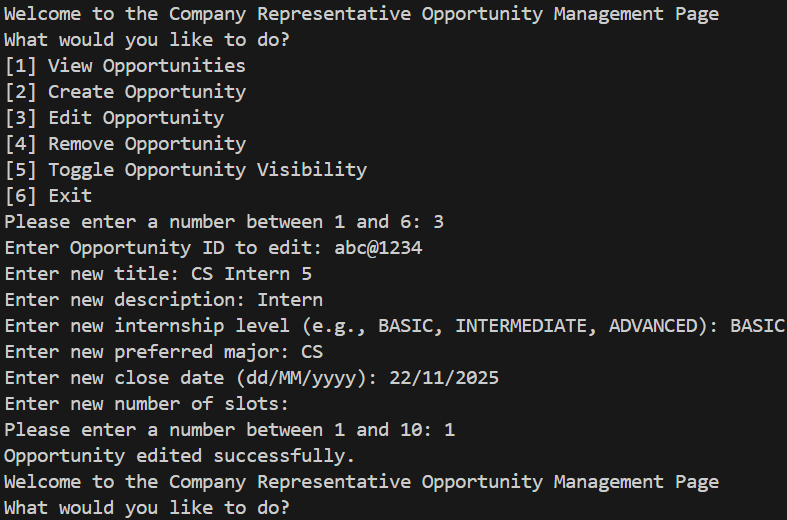 Welcome to the Company Representative Opportunity Management Page
What would you like to do?
[1] View Opportunities
[2] Create Opportunity
[3] Edit Opportunity
[4] Remove Opportunity
[5] Toggle Opportunity Visibility
[6] Exit
Please enter a number between 1 and 6: 3
Enter Opportunity ID to edit: abc@1234
Enter new title: CS Intern 5
Enter new description: Intern
Enter new internship level (e.g., BASIC, INTERMEDIATE, ADVANCED): BASIC
Enter new preferred major: CS
Enter new close date (dd/MM/yyyy): 22/11/2025
Enter new number of slots:
Please enter a number between 1 and 10: 1
Opportunity edited successfully.
Welcome to the Company Representative Opportunity Management Page
What would you like to do?